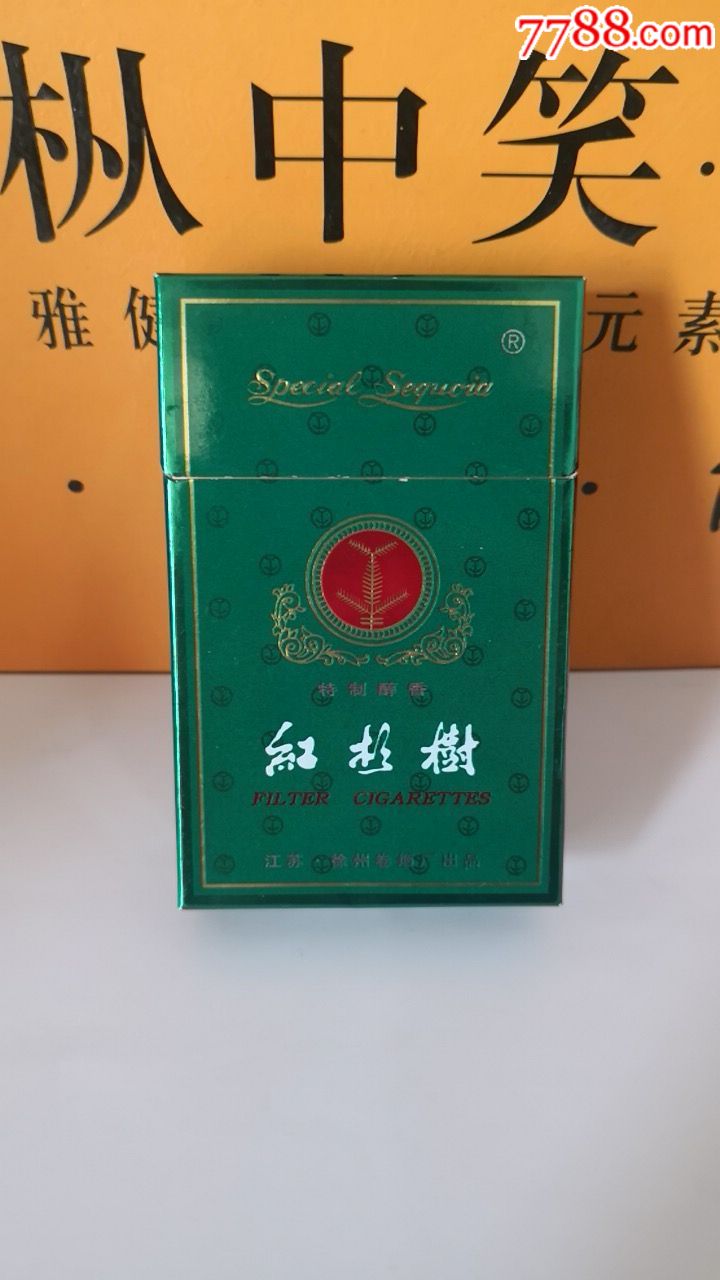 7788.com
枞中笑·
雅健
元素
Special Sequoia ®
特制醇香
紅杉樹
FILTER CIGARETTES
江苏·徐州卷烟厂出品